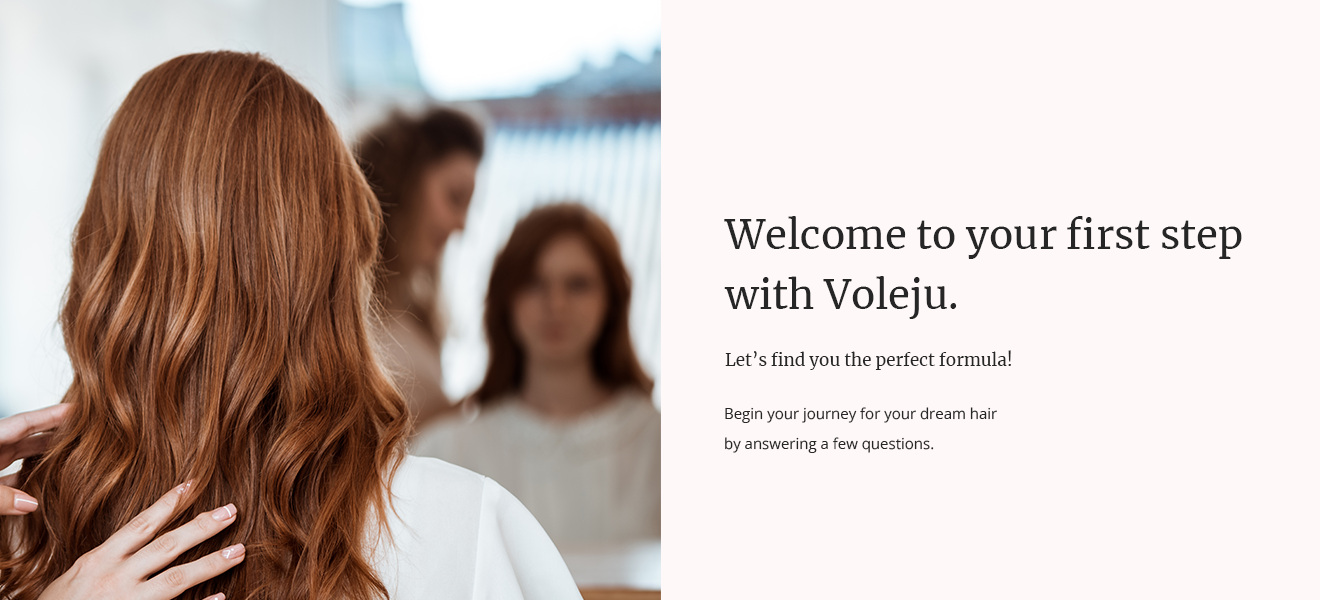 Welcome to your first step
with Voleju.
Let’s find you the perfect formula!
Begin your journey for your dream hair
by answering a few questions.